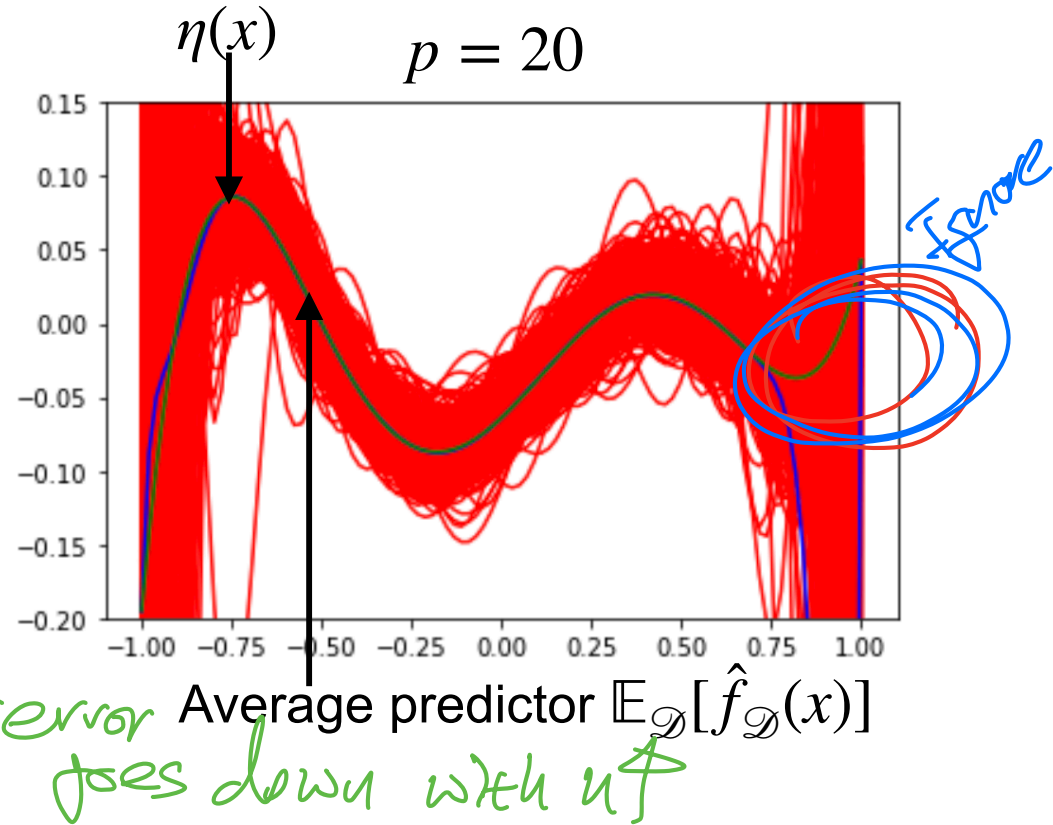 η(x)
p = 20
Ignore
0.15
0.10
0.05
0.00
−0.05
−0.10
−0.15
−0.20
−1.00 −0.75 −0.50 −0.25 0.00 0.25 0.50 0.75 1.00
Average predictor 𝔼_𝒟[f̂_𝒟(x)]
error
goes down with n↑